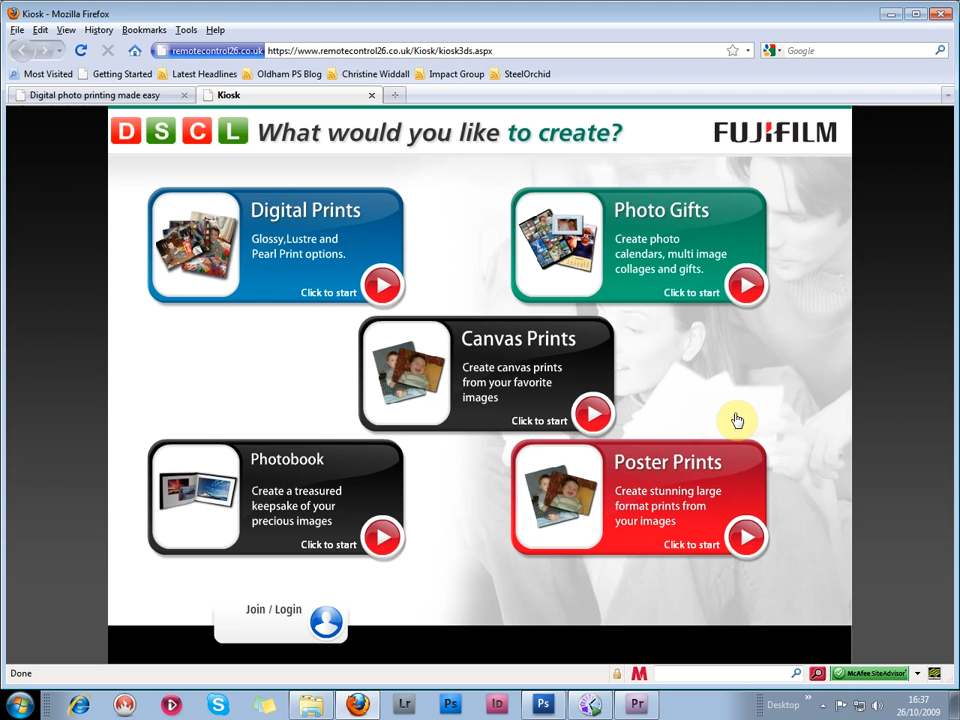 Kiosk - Mozilla Firefox
File Edit View History Bookmarks Tools Help
remotecontrol26.co.uk https://www.remotecontrol26.co.uk/Kiosk/kiosk3ds.aspx
Google
Most Visited Getting Started Latest Headlines Oldham PS Blog Christine Widdall Impact Group SteelOrchid
Digital photo printing made easy Kiosk
D S C L What would you like to create? FUJIFILM
Digital Prints
Glossy,Lustre and
Pearl Print options.
Click to start
Photo Gifts
Create photo
calendars, multi image
collages and gifts.
Click to start
Canvas Prints
Create canvas prints
from your favorite
images
Click to start
Photobook
Create a treasured
keepsake of your
precious images
Click to start
Poster Prints
Create stunning large
format prints from
your images
Click to start
Join / Login
Done
McAfee SiteAdvisor
Lr Ps Id Ps Pr
Desktop
16:37
26/10/2009